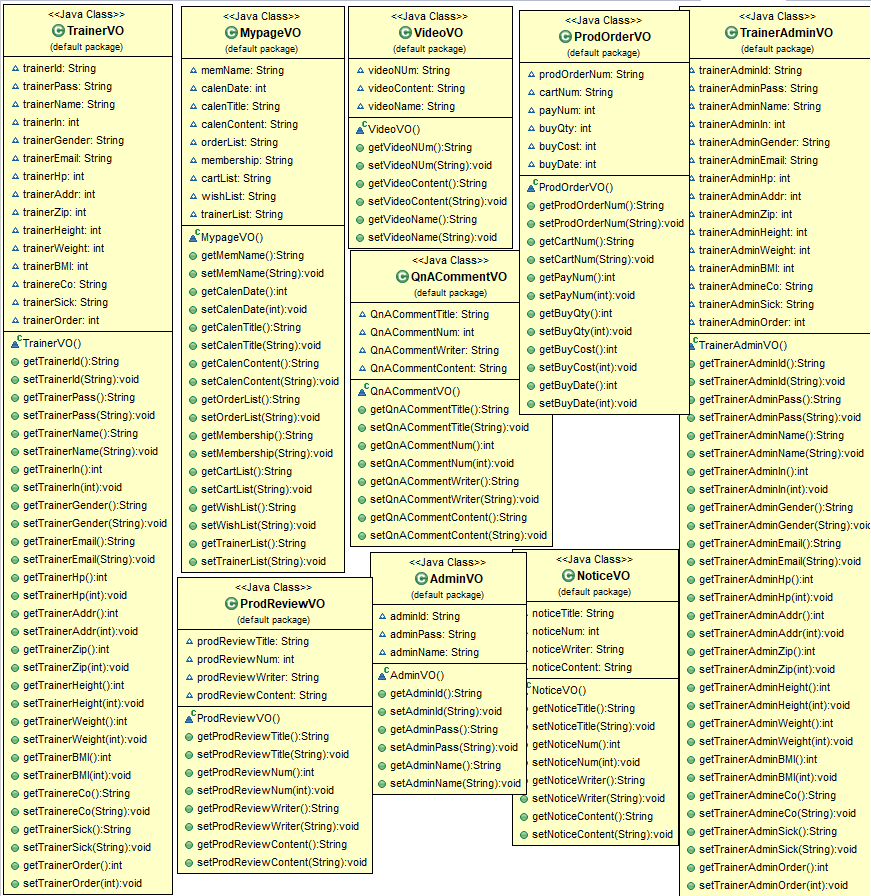 <<Java Class>>
TrainerVO
(default package)
trainerId: String
trainerPass: String
trainerName: String
trainerIn: int
trainerGender: String
trainerEmail: String
trainerHp: int
trainerAddr: int
trainerZip: int
trainerHeight: int
trainerWeight: int
trainerBMI: int
trainereCo: String
trainerSick: String
trainerOrder: int
TrainerVO()
getTrainerId():String
setTrainerId(String):void
getTrainerPass():String
setTrainerPass(String):void
getTrainerName():String
setTrainerName(String):void
getTrainerIn():int
setTrainerIn(int):void
getTrainerGender():String
setTrainerGender(String):void
getTrainerEmail():String
setTrainerEmail(String):void
getTrainerHp():int
setTrainerHp(int):void
getTrainerAddr():int
setTrainerAddr(int):void
getTrainerZip():int
setTrainerZip(int):void
getTrainerHeight():int
setTrainerHeight(int):void
getTrainerWeight():int
setTrainerWeight(int):void
getTrainerBMI():int
setTrainerBMI(int):void
getTrainereCo():String
setTrainereCo(String):void
getTrainerSick():String
setTrainerSick(String):void
getTrainerOrder():int
setTrainerOrder(int):void
<<Java Class>>
MypageVO
(default package)
memName: String
calenDate: int
calenTitle: String
calenContent: String
orderList: String
membership: String
cartList: String
wishList: String
trainerList: String
MypageVO()
getMemName():String
setMemName(String):void
getCalenDate():int
setCalenDate(int):void
getCalenTitle():String
setCalenTitle(String):void
getCalenContent():String
setCalenContent(String):void
getOrderList():String
setOrderList(String):void
getMembership():String
setMembership(String):void
getCartList():String
setCartList(String):void
getWishList():String
setWishList(String):void
getTrainerList():String
setTrainerList(String):void
<<Java Class>>
VideoVO
(default package)
videoNUm: String
videoContent: String
videoName: String
VideoVO()
getVideoNUm():String
setVideoNUm(String):void
getVideoContent():String
setVideoContent(String):void
getVideoName():String
setVideoName(String):void
<<Java Class>>
QnACommentVO
(default package)
QnACommentTitle: String
QnACommentNum: int
QnACommentWriter: String
QnACommentContent: String
QnACommentVO()
getQnACommentTitle():String
setQnACommentTitle(String):void
getQnACommentNum():int
setQnACommentNum(int):void
getQnACommentWriter():String
setQnACommentWriter(String):void
getQnACommentContent():String
setQnACommentContent(String):void
<<Java Class>>
ProdOrderVO
(default package)
prodOrderNum: String
cartNum: String
payNum: int
buyQty: int
buyCost: int
buyDate: int
ProdOrderVO()
getProdOrderNum():String
setProdOrderNum(String):void
getCartNum():String
setCartNum(String):void
getPayNum():int
setPayNum(int):void
getBuyQty():int
setBuyQty(int):void
getBuyCost():int
setBuyCost(int):void
getBuyDate():int
setBuyDate(int):void
<<Java Class>>
TrainerAdminVO
(default package)
trainerAdminId: String
trainerAdminPass: String
trainerAdminName: String
trainerAdminIn: int
trainerAdminGender: String
trainerAdminEmail: String
trainerAdminHp: int
trainerAdminAddr: int
trainerAdminZip: int
trainerAdminHeight: int
trainerAdminWeight: int
trainerAdminBMI: int
trainerAdmineCo: String
trainerAdminSick: String
trainerAdminOrder: int
TrainerAdminVO()
getTrainerAdminId():String
setTrainerAdminId(String):void
getTrainerAdminPass():String
setTrainerAdminPass(String):void
getTrainerAdminName():String
setTrainerAdminName(String):void
getTrainerAdminIn():int
setTrainerAdminIn(int):void
getTrainerAdminGender():String
setTrainerAdminGender(String):void
getTrainerAdminEmail():String
setTrainerAdminEmail(String):void
getTrainerAdminHp():int
setTrainerAdminHp(int):void
getTrainerAdminAddr():int
setTrainerAdminAddr(int):void
getTrainerAdminZip():int
setTrainerAdminZip(int):void
getTrainerAdminHeight():int
setTrainerAdminHeight(int):void
getTrainerAdminWeight():int
setTrainerAdminWeight(int):void
getTrainerAdminBMI():int
setTrainerAdminBMI(int):void
getTrainerAdmineCo():String
setTrainerAdmineCo(String):void
getTrainerAdminSick():String
setTrainerAdminSick(String):void
getTrainerAdminOrder():int
setTrainerAdminOrder(int):void
<<Java Class>>
ProdReviewVO
(default package)
prodReviewTitle: String
prodReviewNum: int
prodReviewWriter: String
prodReviewContent: String
ProdReviewVO()
getProdReviewTitle():String
setProdReviewTitle(String):void
getProdReviewNum():int
setProdReviewNum(int):void
getProdReviewWriter():String
setProdReviewWriter(String):void
getProdReviewContent():String
setProdReviewContent(String):void
<<Java Class>>
AdminVO
(default package)
adminId: String
adminPass: String
adminName: String
AdminVO()
getAdminId():String
setAdminId(String):void
getAdminPass():String
setAdminPass(String):void
getAdminName():String
setAdminName(String):void
<<Java Class>>
NoticeVO
(default package)
noticeTitle: String
noticeNum: int
noticeWriter: String
noticeContent: String
NoticeVO()
getNoticeTitle():String
setNoticeTitle(String):void
getNoticeNum():int
setNoticeNum(int):void
getNoticeWriter():String
setNoticeWriter(String):void
getNoticeContent():String
setNoticeContent(String):void